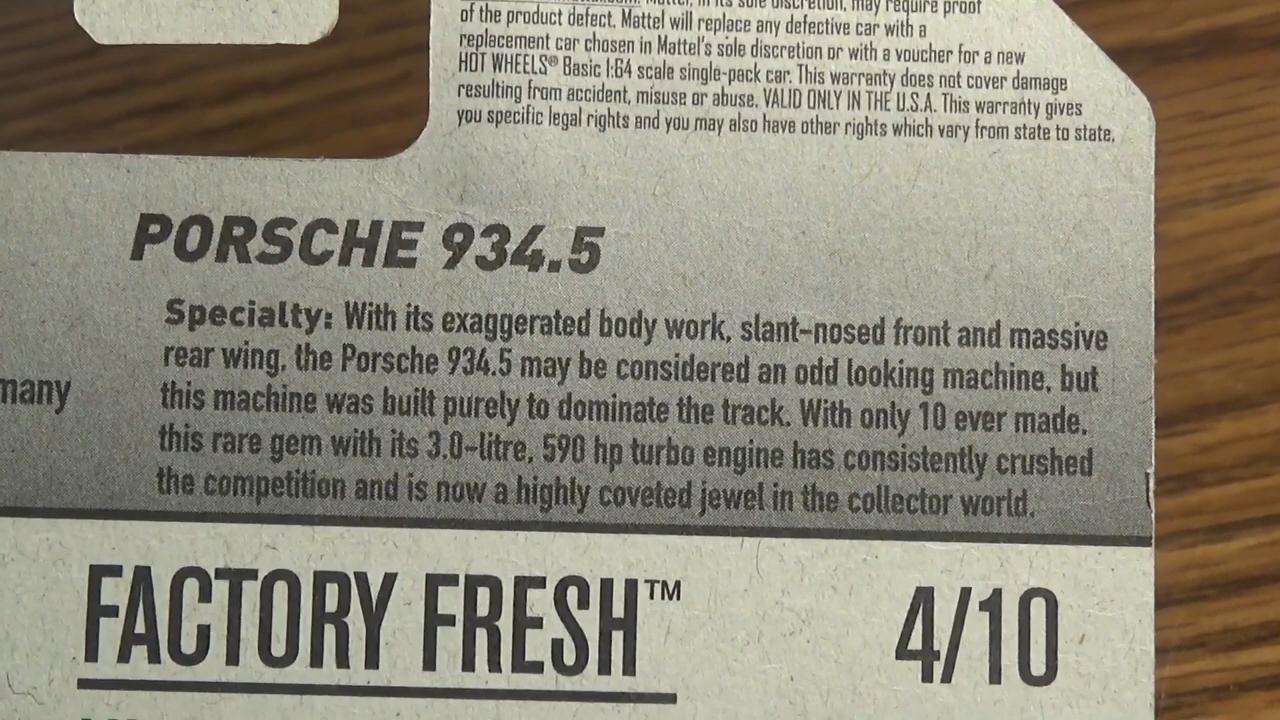 its sole discretion, may require proof
of the product defect. Mattel will replace any defective car with a
replacement car chosen in Mattel's sole discretion or with a voucher for a new
HOT WHEELS® Basic 1:64 scale single-pack car. This warranty does not cover damage
resulting from accident, misuse or abuse. VALID ONLY IN THE U.S.A. This warranty gives
you specific legal rights and you may also have other rights which vary from state to state.
PORSCHE 934.5
Specialty: With its exaggerated body work, slant-nosed front and massive
rear wing, the Porsche 934.5 may be considered an odd looking machine, but
many
this machine was built purely to dominate the track. With only 10 ever made,
this rare gem with its 3.0-litre, 590 hp turbo engine has consistently crushed
the competition and is now a highly coveted jewel in the collector world.
FACTORY FRESH™ 4/10